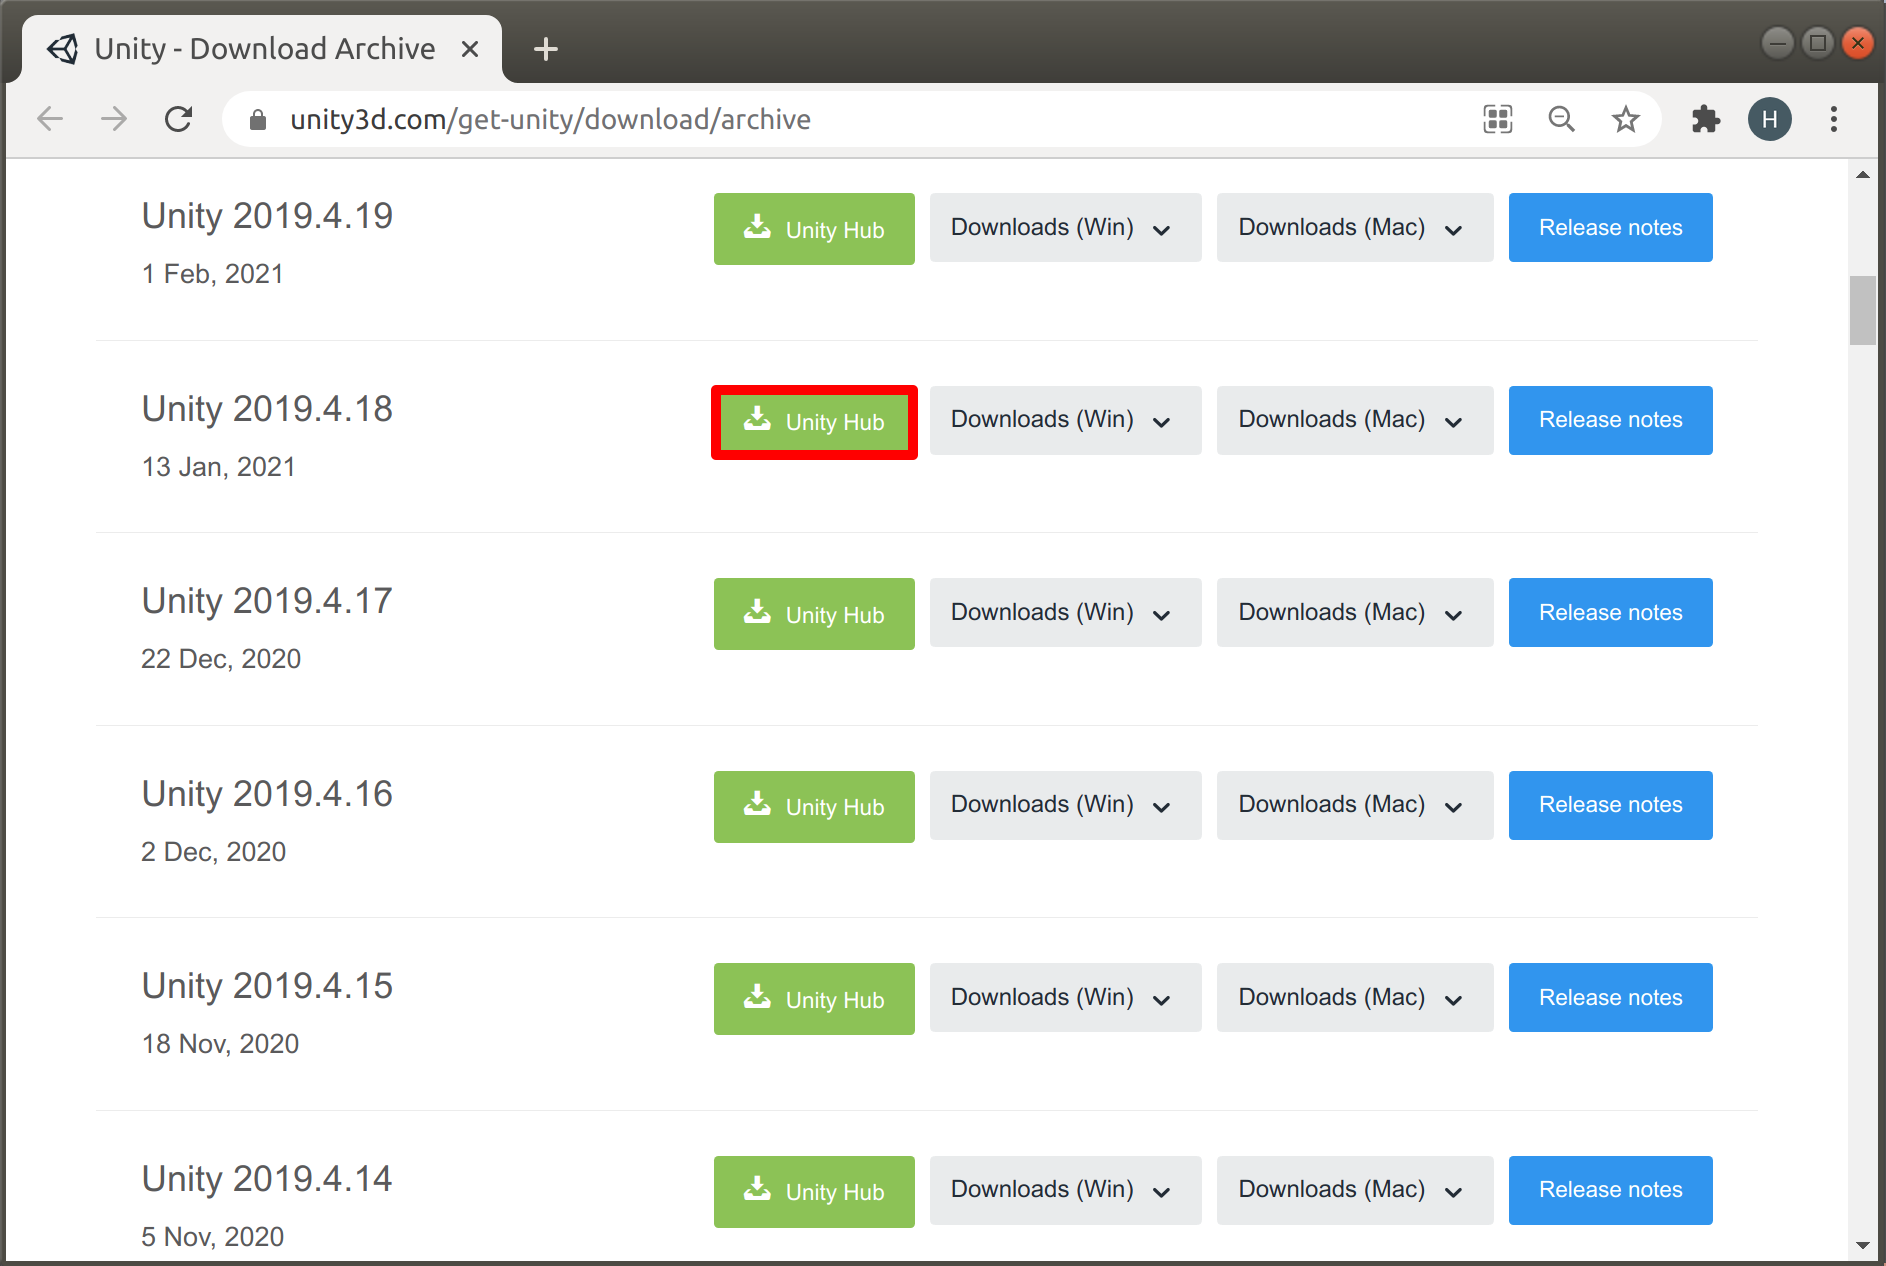 Unity - Download Archive
unity3d.com/get-unity/download/archive
H
Unity 2019.4.19
Unity Hub
Downloads (Win)
Downloads (Mac)
Release notes
1 Feb, 2021
Unity 2019.4.18
Unity Hub
Downloads (Win)
Downloads (Mac)
Release notes
13 Jan, 2021
Unity 2019.4.17
Unity Hub
Downloads (Win)
Downloads (Mac)
Release notes
22 Dec, 2020
Unity 2019.4.16
Unity Hub
Downloads (Win)
Downloads (Mac)
Release notes
2 Dec, 2020
Unity 2019.4.15
Unity Hub
Downloads (Win)
Downloads (Mac)
Release notes
18 Nov, 2020
Unity 2019.4.14
Unity Hub
Downloads (Win)
Downloads (Mac)
Release notes
5 Nov, 2020